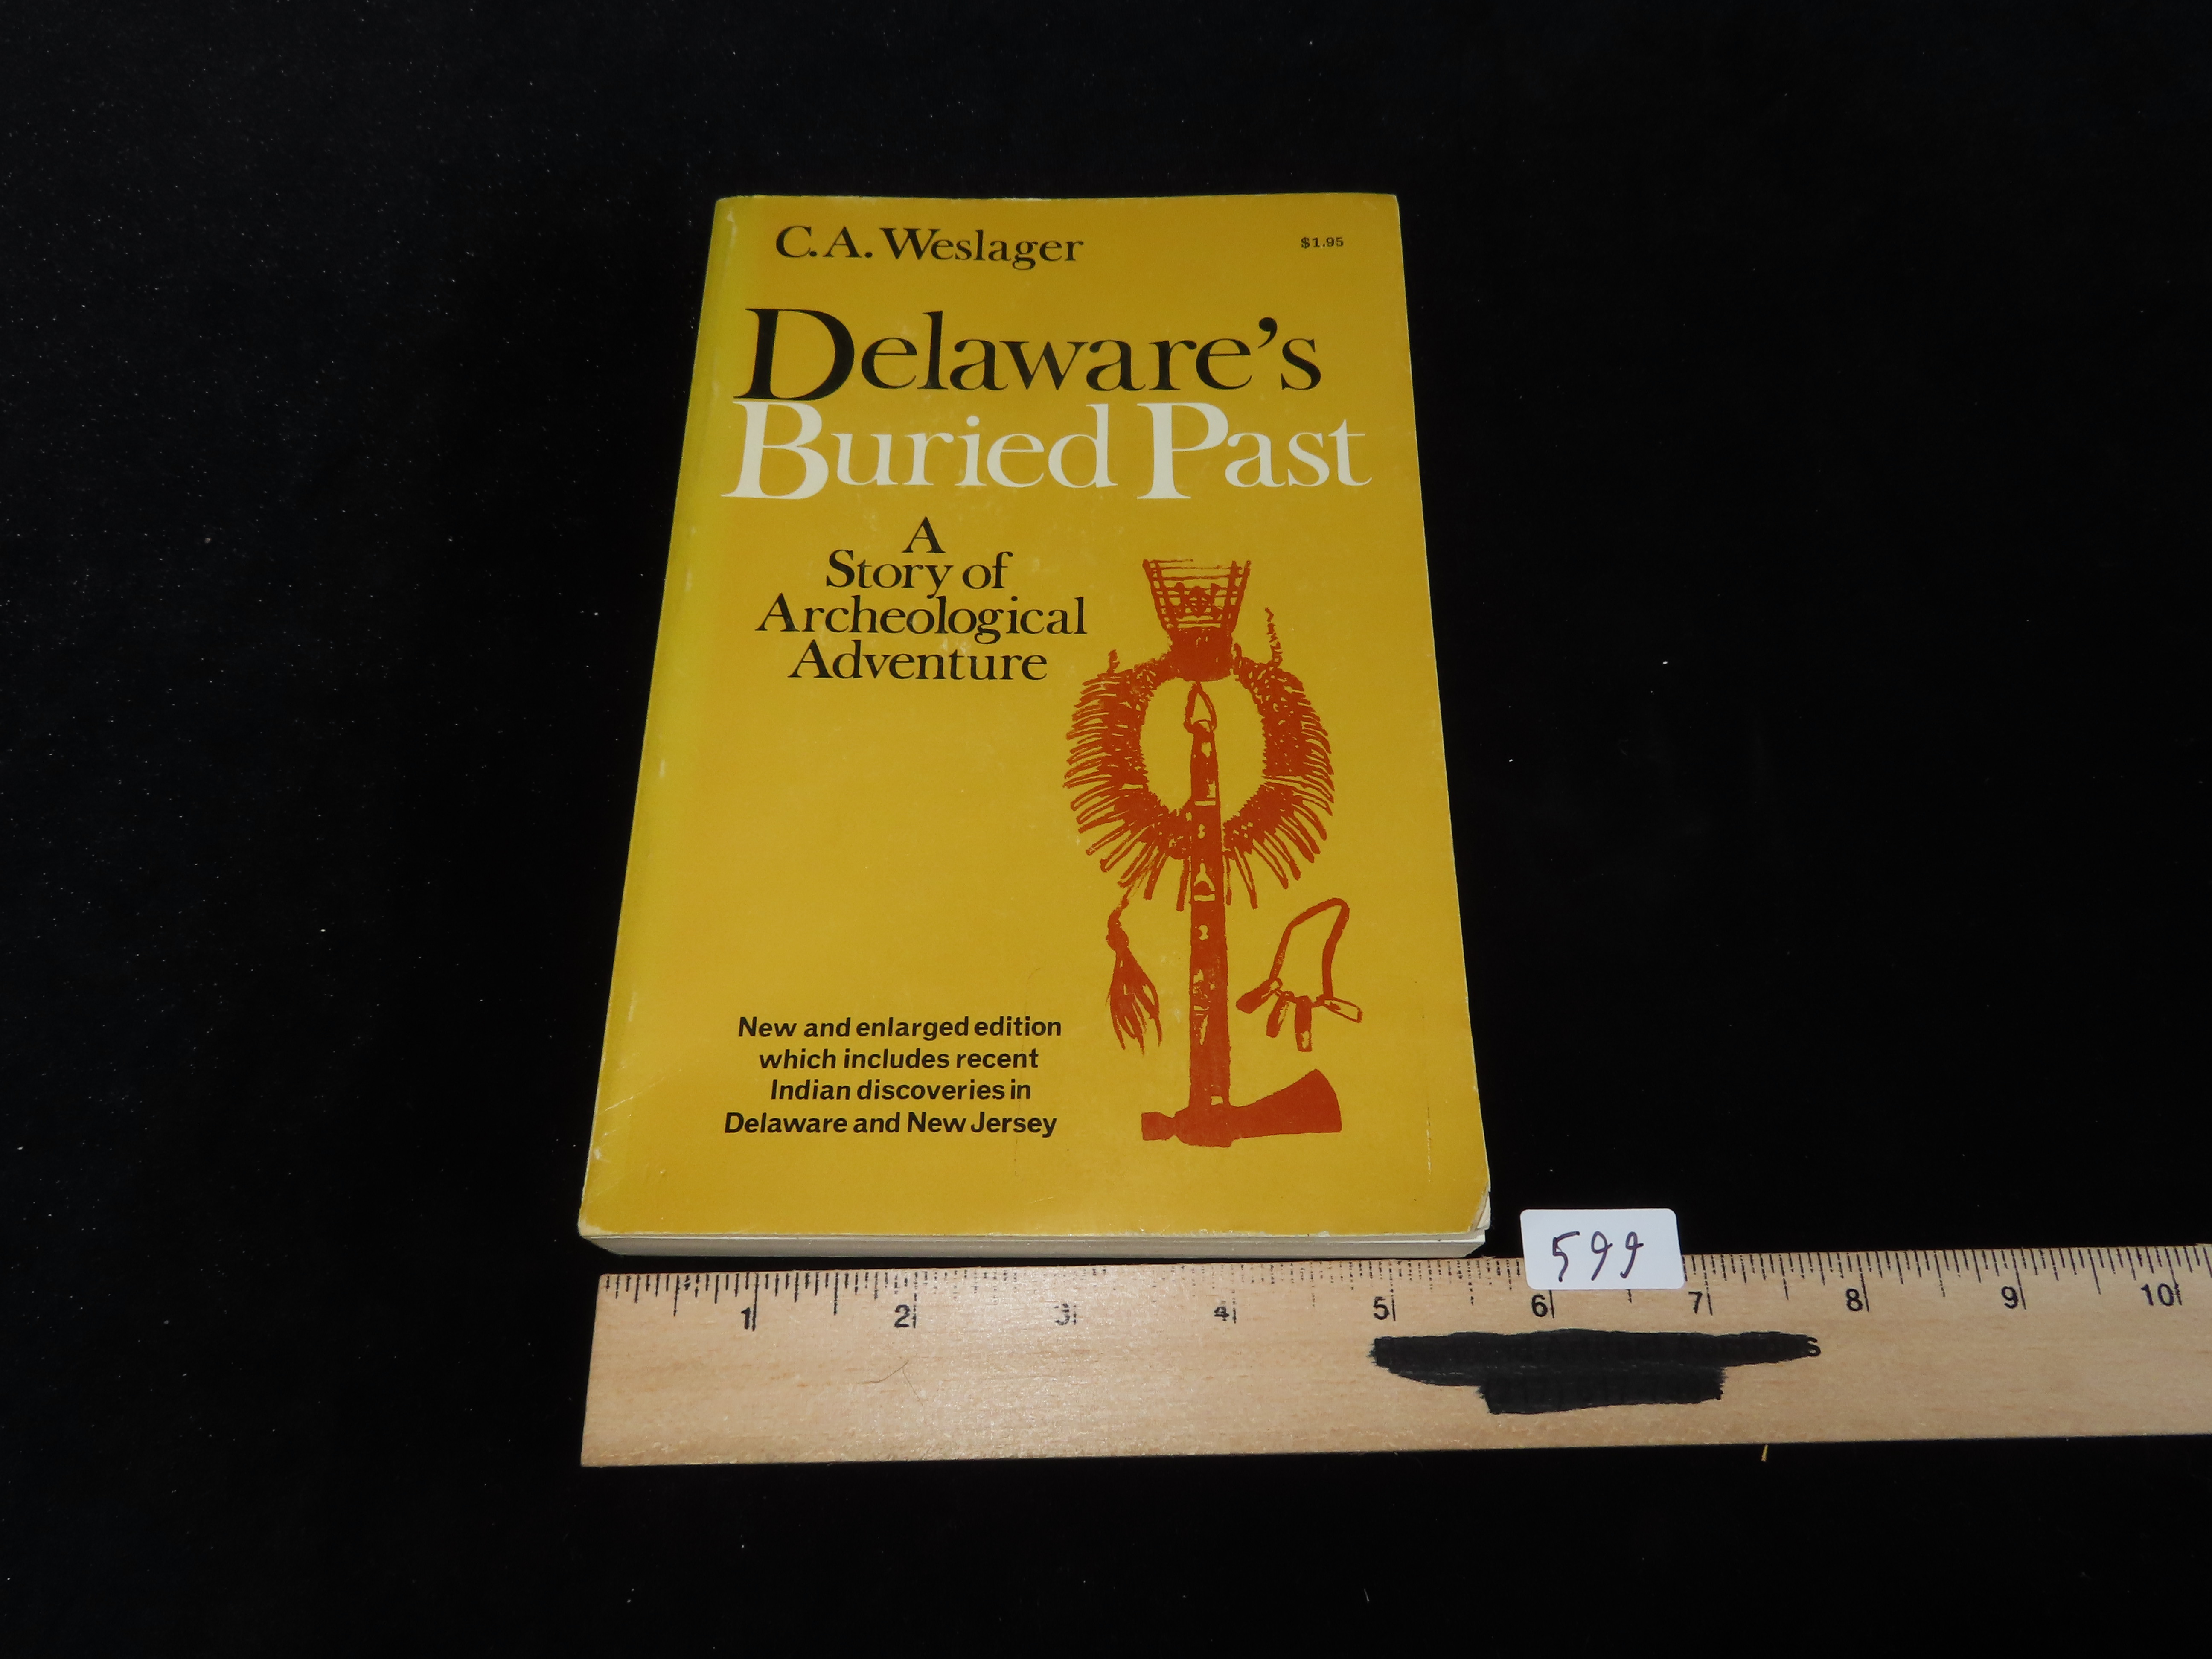 C.A. Weslager
$1.95
Delaware's
Buried Past
A
Story of
Archeological
Adventure
New and enlarged edition
which includes recent
Indian discoveries in
Delaware and New Jersey
599
1 2 3 4 5 6 7 8 9 10